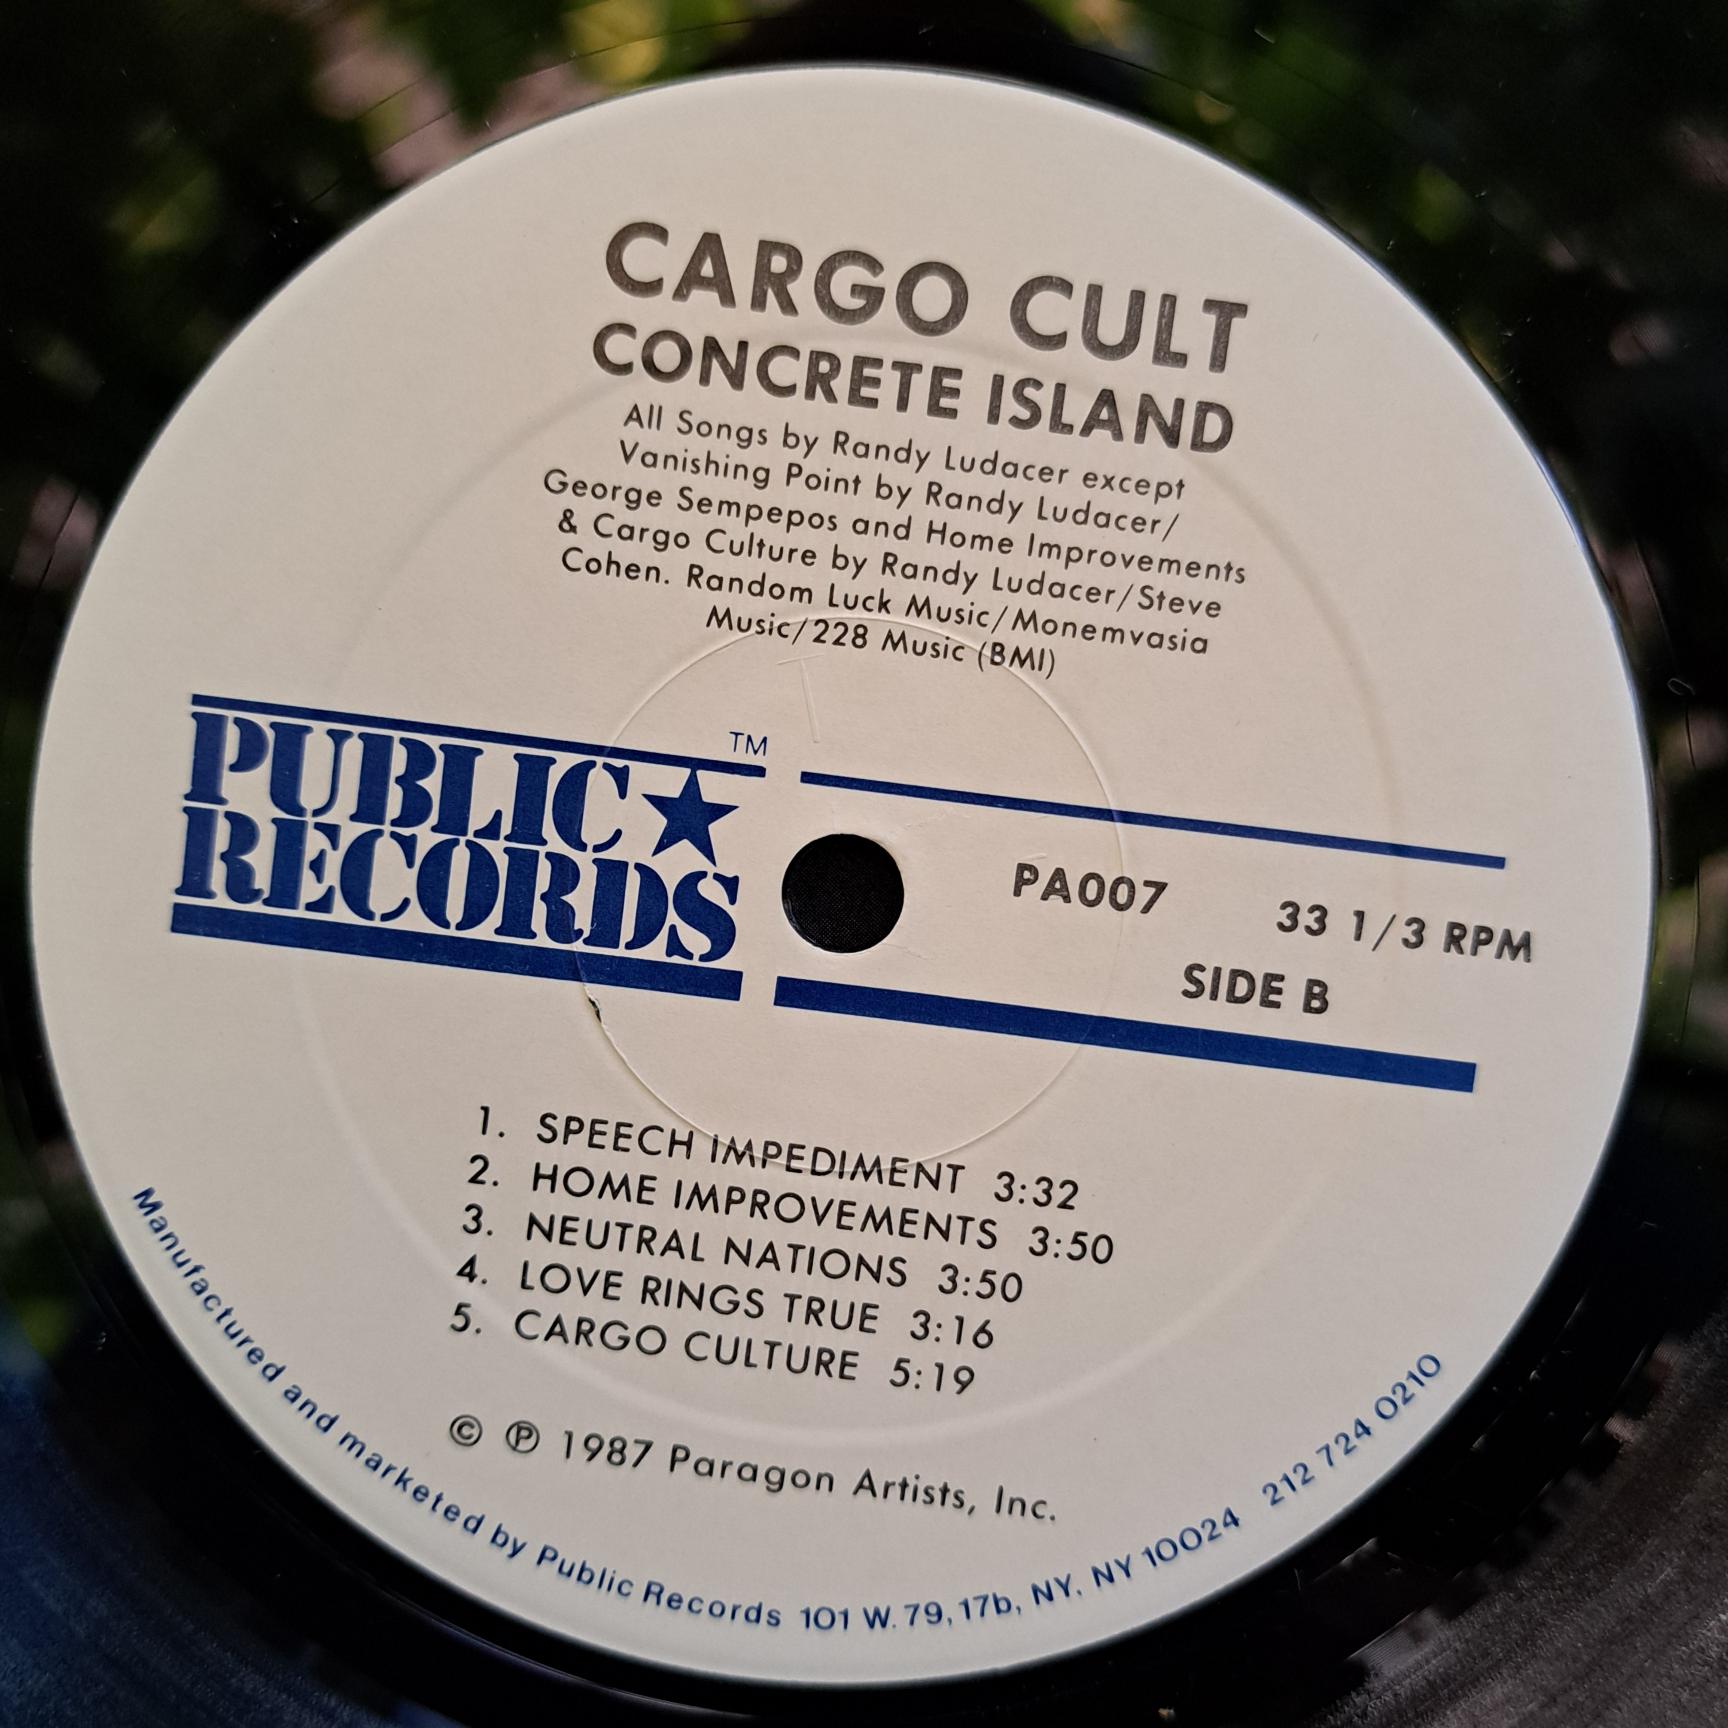 CARGO CULT
CONCRETE ISLAND
All Songs by Randy Ludacer except
Vanishing Point by Randy Ludacer/
George Sempepos and Home Improvements
& Cargo Culture by Randy Ludacer/Steve
Cohen. Random Luck Music/Monemvasia
Music/228 Music (BMI)
PUBLIC★ TM
RECORDS
PA007 33 1/3 RPM
SIDE B
1. SPEECH IMPEDIMENT 3:32
2. HOME IMPROVEMENTS 3:50
3. NEUTRAL NATIONS 3:50
4. LOVE RINGS TRUE 3:16
5. CARGO CULTURE 5:19
© ℗ 1987 Paragon Artists, Inc.
Manufactured and marketed by Public Records 101 W. 79, 17b, NY, NY 10024 212 724 0210